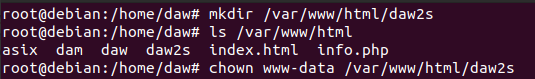 root@debian:/home/daw# mkdir /var/www/html/daw2s
root@debian:/home/daw# ls /var/www/html
asix  dam  daw  daw2s  index.html  info.php
root@debian:/home/daw# chown www-data /var/www/html/daw2s